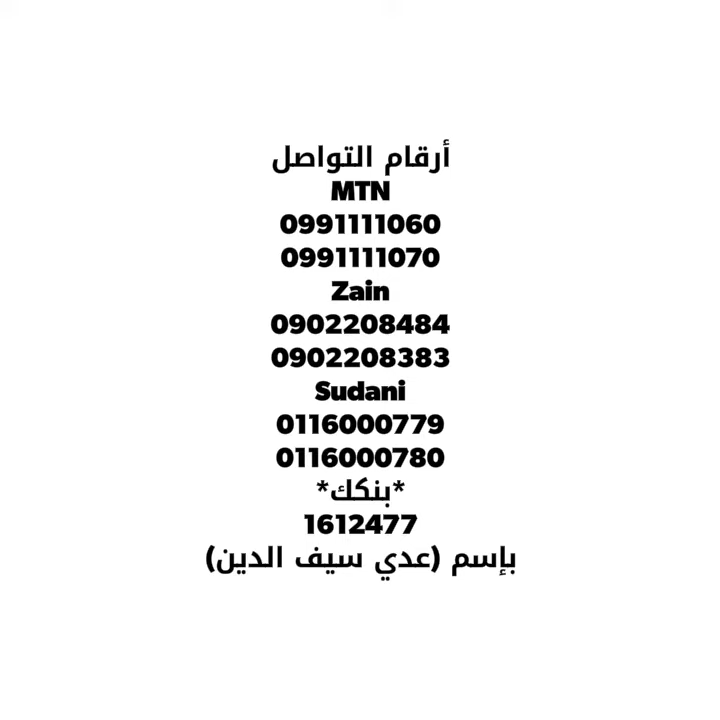 أرقام التواصل
MTN
0991111060
0991111070
Zain
0902208484
0902208383
Sudani
0116000779
0116000780
*بنكك*
1612477
بإسم (عدي سيف الدين)